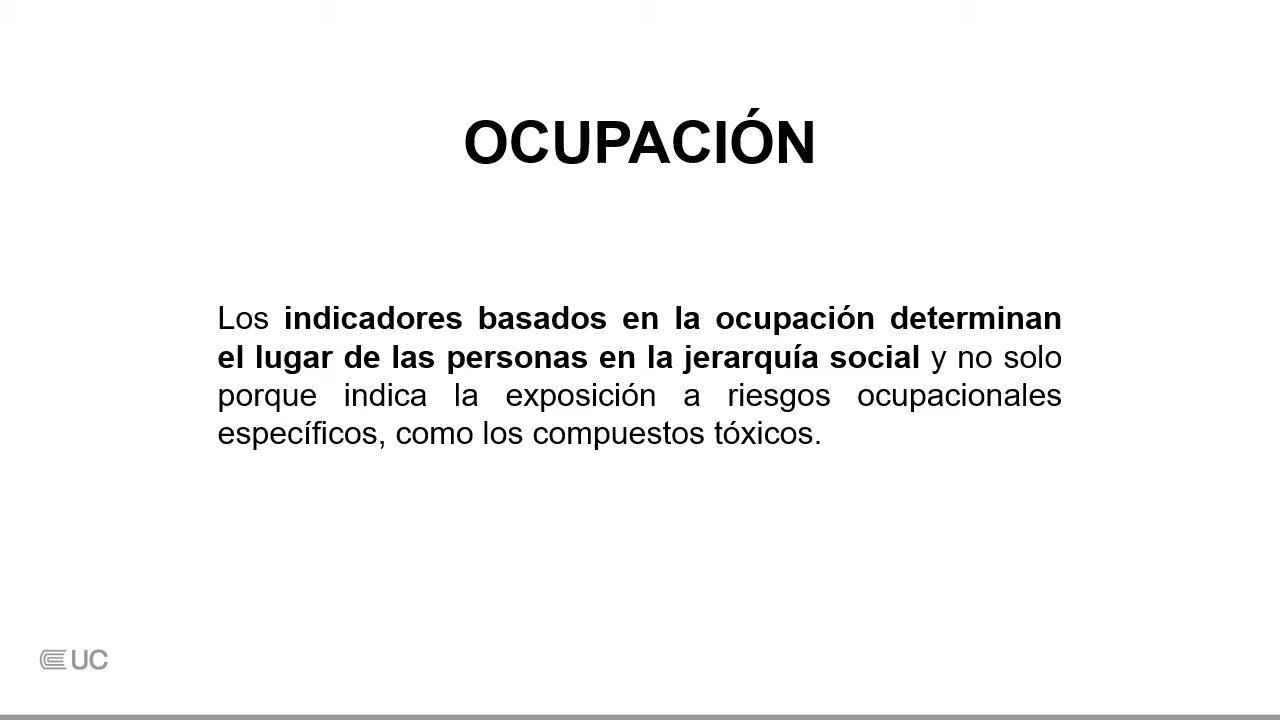 OCUPACIÓN
Los indicadores basados en la ocupación determinan
el lugar de las personas en la jerarquía social y no solo
porque indica la exposición a riesgos ocupacionales
específicos, como los compuestos tóxicos.
UC